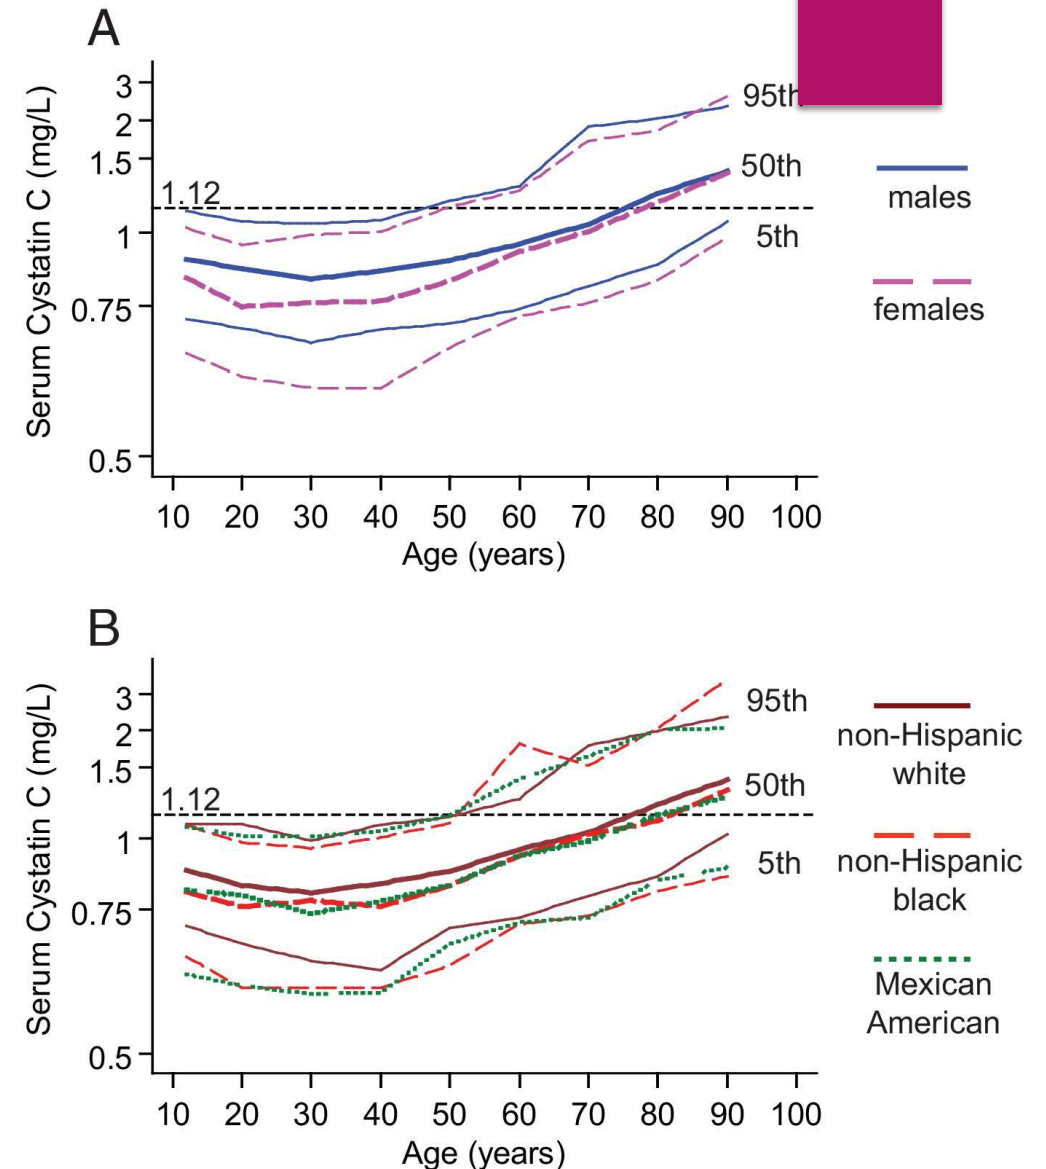 A
Serum Cystatin C (mg/L)
3
2
1.5
1
0.75
0.5
1.12
95th
50th
5th
10 20 30 40 50 60 70 80 90 100
Age (years)
males
females
B
Serum Cystatin C (mg/L)
3
2
1.5
1
0.75
0.5
1.12
95th
50th
5th
10 20 30 40 50 60 70 80 90 100
Age (years)
non-Hispanic
white
non-Hispanic
black
Mexican
American